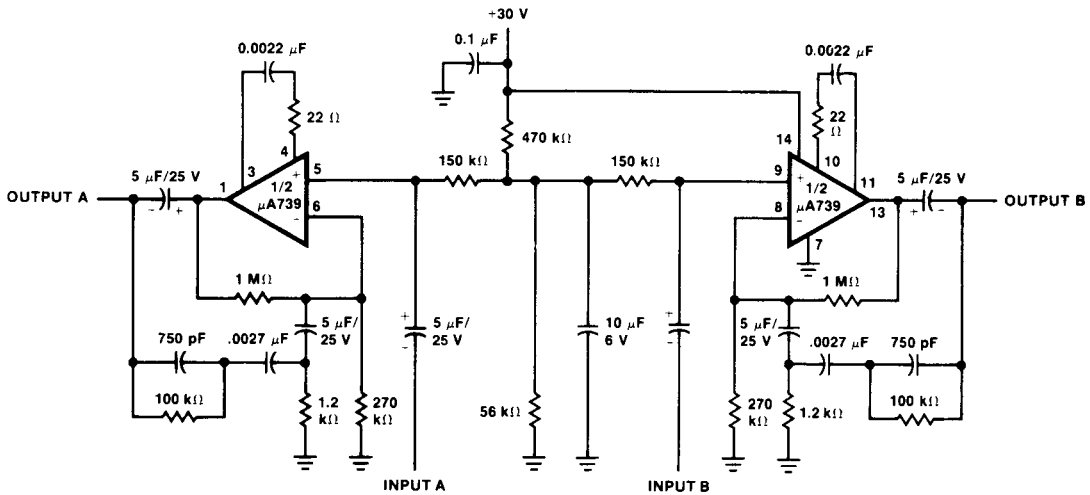 +30 V
0.1 μF
0.0022 μF
0.0022 μF
22 Ω
22
Ω
470 kΩ
14
4
10
3
150 kΩ
150 kΩ
5
9
11
5 μF/25 V
1
+
1/2
μA739
−
+
1/2
μA739
−
5 μF/25 V
OUTPUT A
− +
6
8
13
+ −
OUTPUT B
7
1 MΩ
1 MΩ
+
−
5 μF/
25 V
+
−
5 μF/
25 V
10 μF
6 V
5 μF/
25 V
750 pF
.0027 μF
.0027 μF
750 pF
100 kΩ
1.2
kΩ
270
kΩ
56 kΩ
270
kΩ
1.2 kΩ
100 kΩ
INPUT A
INPUT B